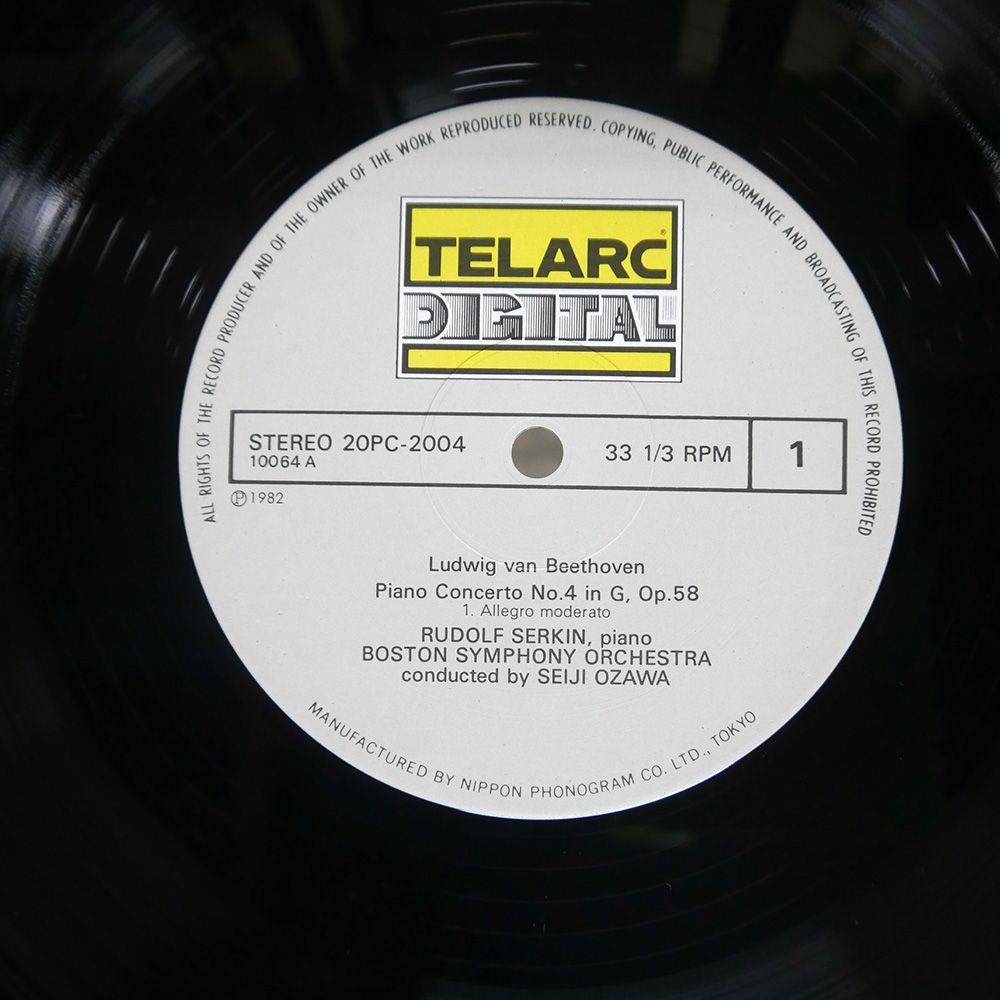 ALL RIGHTS OF THE RECORD PRODUCER AND OF THE OWNER OF THE WORK REPRODUCED RESERVED. COPYING, PUBLIC PERFORMANCE AND BROADCASTING OF THIS RECORD PROHIBITED
TELARC®
DIGITAL
STEREO 20PC-2004 33 1/3 RPM 1
10064 A
℗1982
Ludwig van Beethoven
Piano Concerto No.4 in G, Op.58
1. Allegro moderato
RUDOLF SERKIN, piano
BOSTON SYMPHONY ORCHESTRA
conducted by SEIJI OZAWA
MANUFACTURED BY NIPPON PHONOGRAM CO. LTD., TOKYO